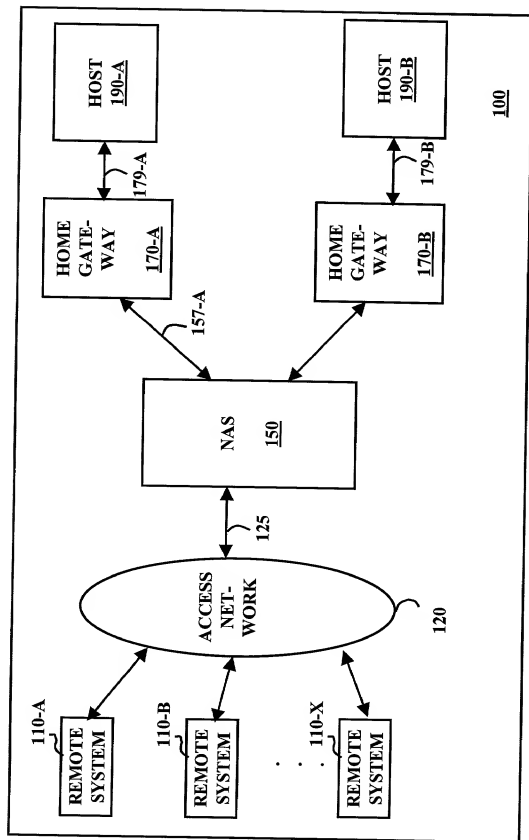 110-A
REMOTE
SYSTEM
110-B
REMOTE
SYSTEM
. . .
110-X
REMOTE
SYSTEM
ACCESS
NET-
WORK
120
125
NAS
150
157-A
HOME
GATE-
WAY
170-A
HOME
GATE-
WAY
170-B
179-A
179-B
HOST
190-A
HOST
190-B
100